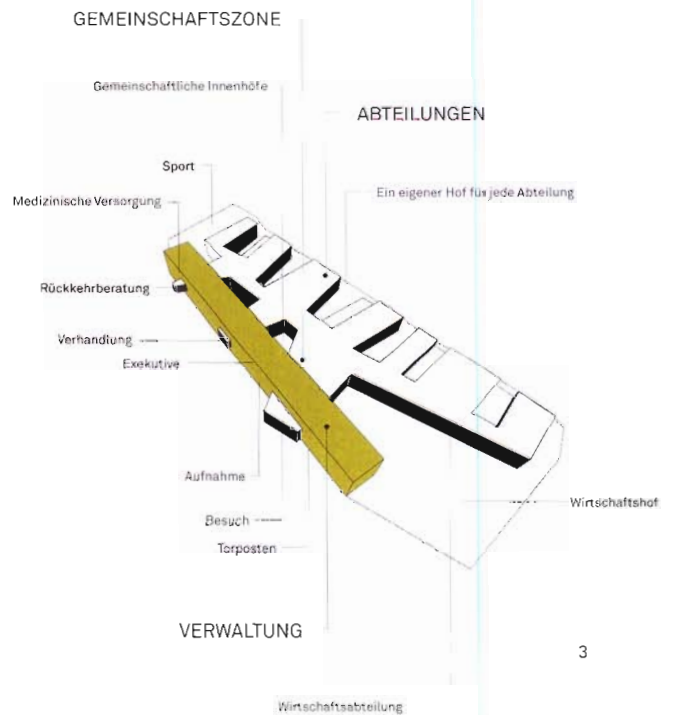 GEMEINSCHAFTSZONE
Gemeinschaftliche Innenhöfe
ABTEILUNGEN
Sport
Ein eigener Hof für jede Abteilung
Medizinische Versorgung
Rückkehrberatung
Verhandlung
Exekutive
Aufnahme
Wirtschaftshof
Besuch
Torposten
VERWALTUNG
3
Wirtschaftsabteilung